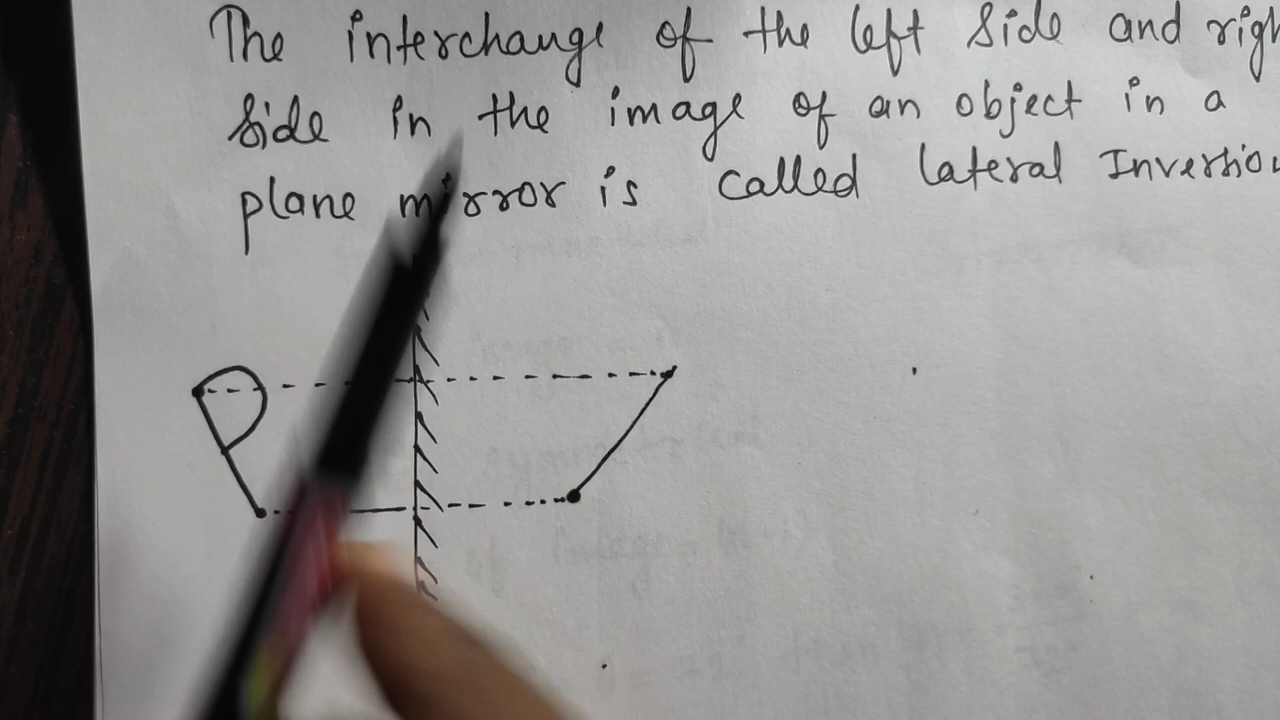 The interchange of the left side and righ
side in the image of an object in a
plane mirror is called lateral Inversion
P